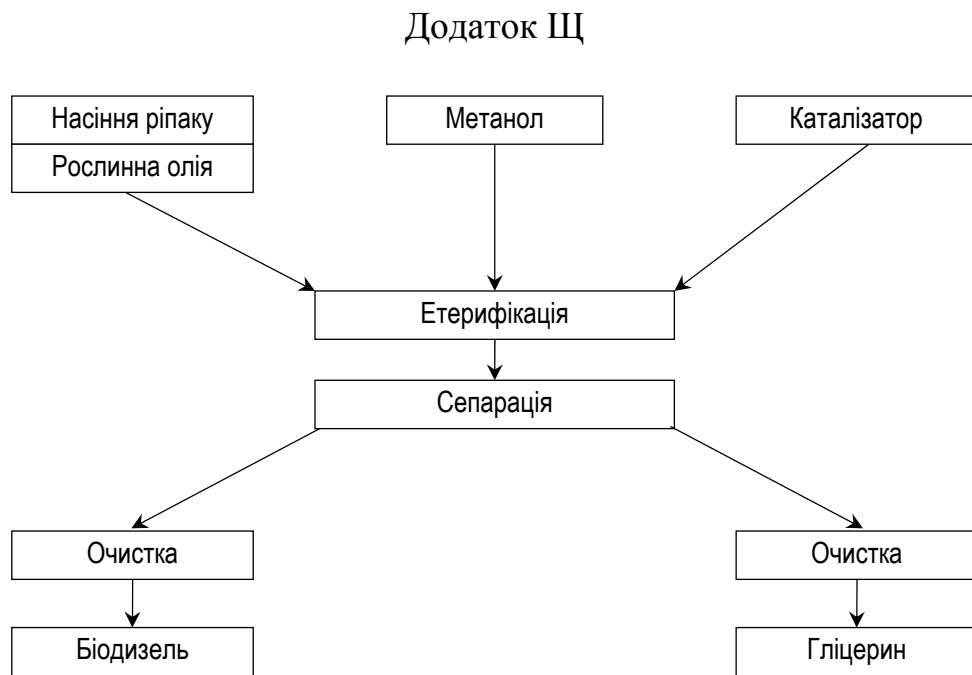 Додаток Щ
Насіння ріпаку
Метанол
Каталізатор
Рослинна олія
Етерифікація
Сепарація
Очистка
Очистка
Біодизель
Гліцерин